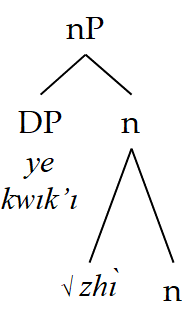 nP
DP n
ye
kwık’ı
√ zhì n